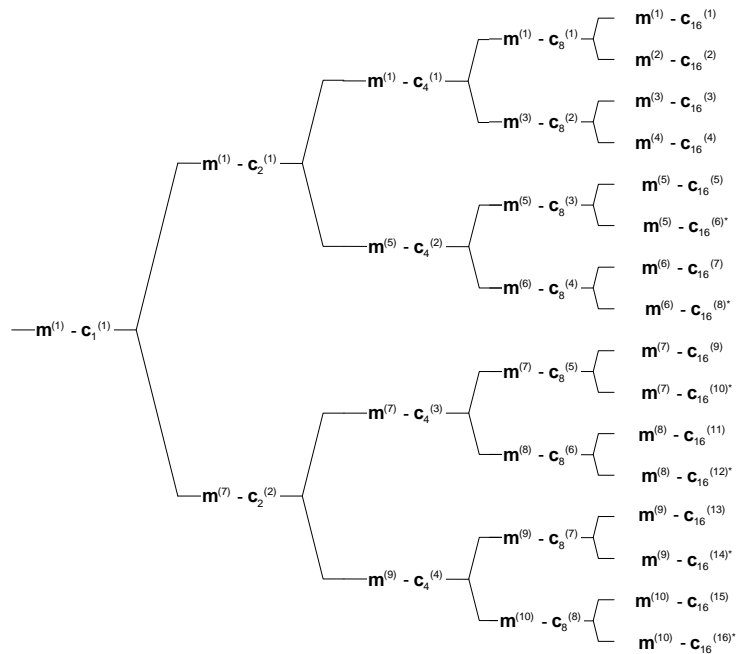 m(1) - c16(1)
m(1) - c8(1)
m(2) - c16(2)
m(1) - c4(1)
m(3) - c16(3)
m(3) - c8(2)
m(4) - c16(4)
m(1) - c2(1)
m(5) - c16(5)
m(5) - c8(3)
m(5) - c16(6)*
m(5) - c4(2)
m(6) - c16(7)
m(6) - c8(4)
m(6) - c16(8)*
m(1) - c1(1)
m(7) - c16(9)
m(7) - c8(5)
m(7) - c16(10)*
m(7) - c4(3)
m(8) - c16(11)
m(8) - c8(6)
m(8) - c16(12)*
m(7) - c2(2)
m(9) - c16(13)
m(9) - c8(7)
m(9) - c16(14)*
m(9) - c4(4)
m(10) - c16(15)
m(10) - c8(8)
m(10) - c16(16)*